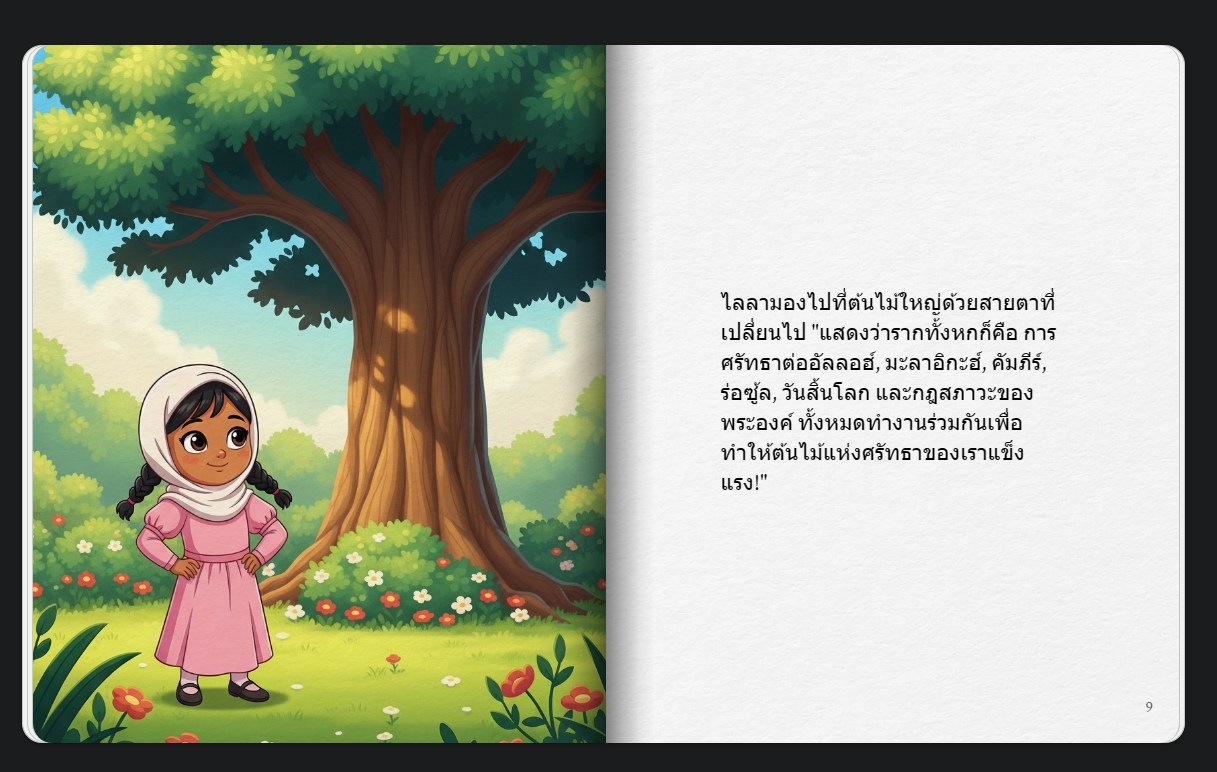 ไลลามองไปที่ต้นไม้ใหญ่ด้วยสายตาที่
เปลี่ยนไป "แสดงว่ารากทั้งหกก็คือ การ
ศรัทธาต่ออัลลอฮ์, มะลาอิกะฮ์, คัมภีร์,
ร่อซู้ล, วันสิ้นโลก และกฎสภาวะของ
พระองค์ ทั้งหมดทำงานร่วมกันเพื่อ
ทำให้ต้นไม้แห่งศรัทธาของเราแข็ง
แรง!"
9